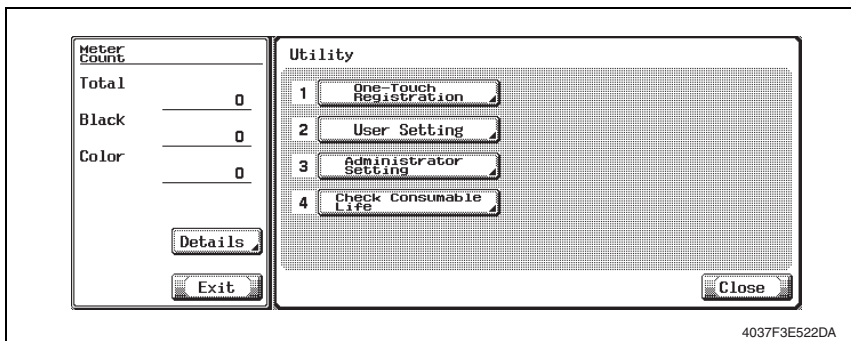 Meter
Count
Total
0
Black
0
Color
0
Details
Exit
Utility
1 One-Touch
Registration
2 User Setting
3 Administrator
Setting
4 Check Consumable
Life
Close
4037F3E522DA